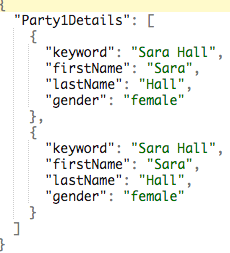 {
"Party1Details": [
{
"keyword": "Sara Hall",
"firstName": "Sara",
"lastName": "Hall",
"gender": "female"
},
{
"keyword": "Sara Hall",
"firstName": "Sara",
"lastName": "Hall",
"gender": "female"
}
]
}